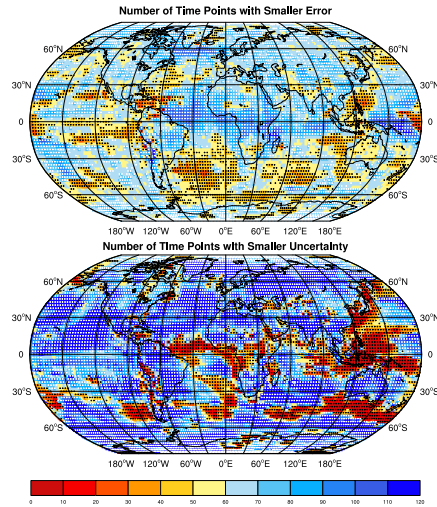 Number of Time Points with Smaller Error
60°N 60°N
30°N 30°N
0 0
30°S 30°S
60°S 60°S
180°W 120°W 60°W 0°E 60°E 120°E 180°E
Number of TIme Points with Smaller Uncertainty
60°N 60°N
30°N 30°N
0 0
30°S 30°S
60°S 60°S
180°W 120°W 60°W 0°E 60°E 120°E 180°E
0 10 20 30 40 50 60 70 80 90 100 110 120